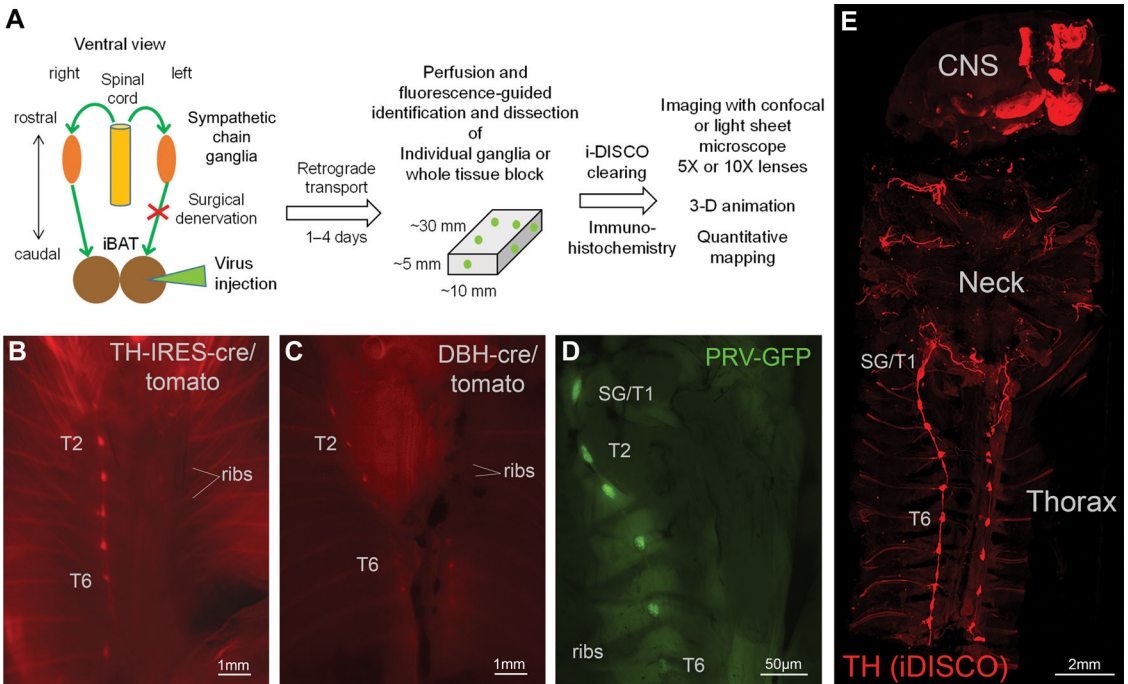 A
Ventral view
right
Spinal
cord
left
rostral
caudal
Sympathetic
chain
ganglia
Surgical
denervation
iBAT
Virus
injection
Retrograde
transport
1–4 days
Perfusion and
fluorescence-guided
identification and dissection
of
Individual ganglia or
whole tissue block
~30 mm
~5 mm
~10 mm
i-DISCO
clearing
Immuno-
histochemistry
Imaging with confocal
or light sheet
microscope
5X or 10X lenses
3-D animation
Quantitative
mapping
B
TH-IRES-cre/
tomato
T2
ribs
T6
1mm
C
DBH-cre/
tomato
T2
ribs
T6
1mm
D
PRV-GFP
SG/T1
T2
ribs
T6
50µm
E
CNS
Neck
SG/T1
T6
Thorax
TH (iDISCO)
2mm